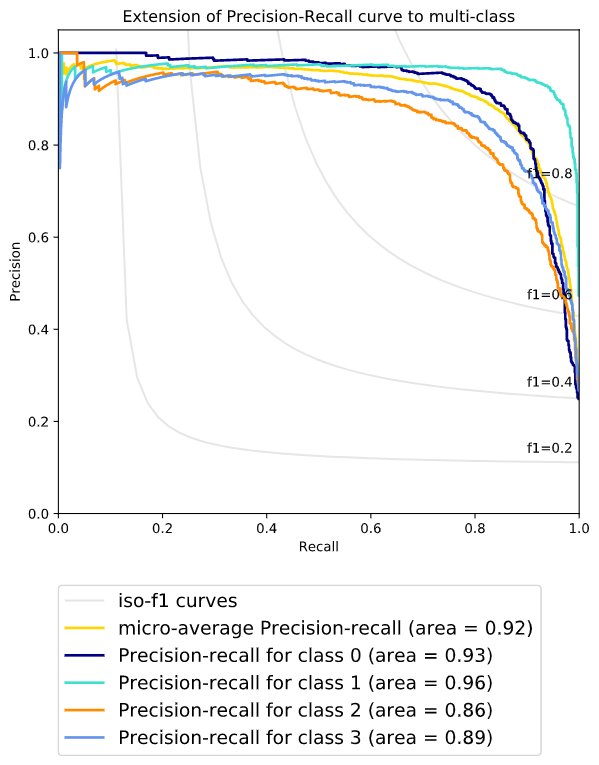 Extension of Precision-Recall curve to multi-class
1.0
0.8
0.6
0.4
0.2
0.0
Precision
f1=0.8
f1=0.6
f1=0.4
f1=0.2
0.0 0.2 0.4 0.6 0.8 1.0
Recall
iso-f1 curves
micro-average Precision-recall (area = 0.92)
Precision-recall for class 0 (area = 0.93)
Precision-recall for class 1 (area = 0.96)
Precision-recall for class 2 (area = 0.86)
Precision-recall for class 3 (area = 0.89)